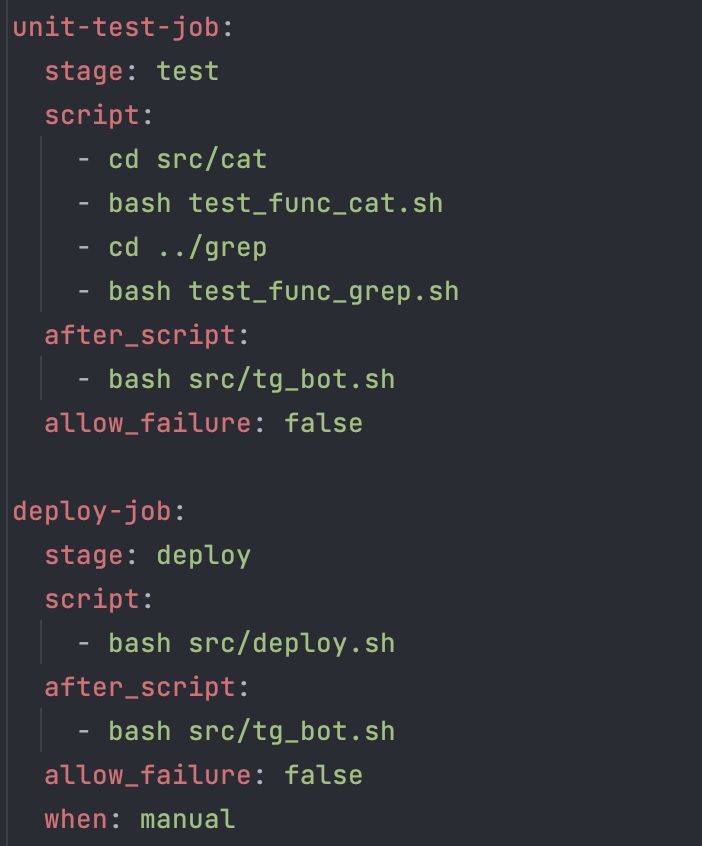 unit-test-job:
  stage: test
  script:
    - cd src/cat
    - bash test_func_cat.sh
    - cd ../grep
    - bash test_func_grep.sh
  after_script:
    - bash src/tg_bot.sh
  allow_failure: false

deploy-job:
  stage: deploy
  script:
    - bash src/deploy.sh
  after_script:
    - bash src/tg_bot.sh
  allow_failure: false
  when: manual